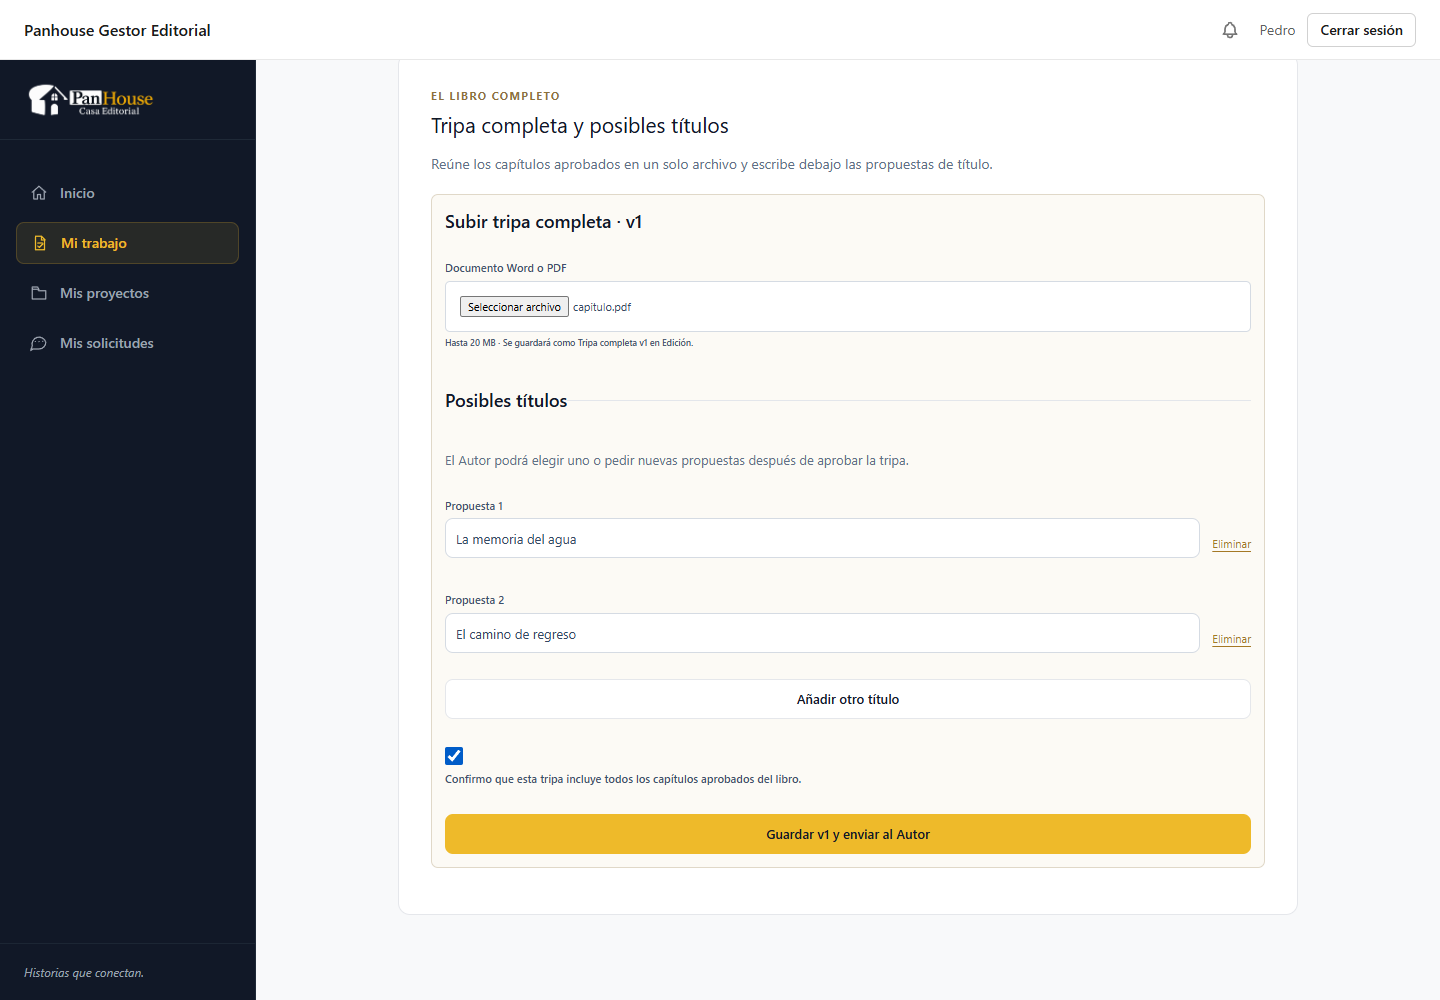 Panhouse Gestor Editorial
Pedro
Cerrar sesión
PanHouse
Casa Editorial
Inicio
Mi trabajo
Mis proyectos
Mis solicitudes
Historias que conectan.
EL LIBRO COMPLETO
Tripa completa y posibles títulos
Reúne los capítulos aprobados en un solo archivo y escribe debajo las propuestas de título.
Subir tripa completa · v1
Documento Word o PDF
Seleccionar archivo capitulo.pdf
Hasta 20 MB · Se guardará como Tripa completa v1 en Edición.
Posibles títulos
El Autor podrá elegir uno o pedir nuevas propuestas después de aprobar la tripa.
Propuesta 1
La memoria del agua
Eliminar
Propuesta 2
El camino de regreso
Eliminar
Añadir otro título
Confirmo que esta tripa incluye todos los capítulos aprobados del libro.
Guardar v1 y enviar al Autor